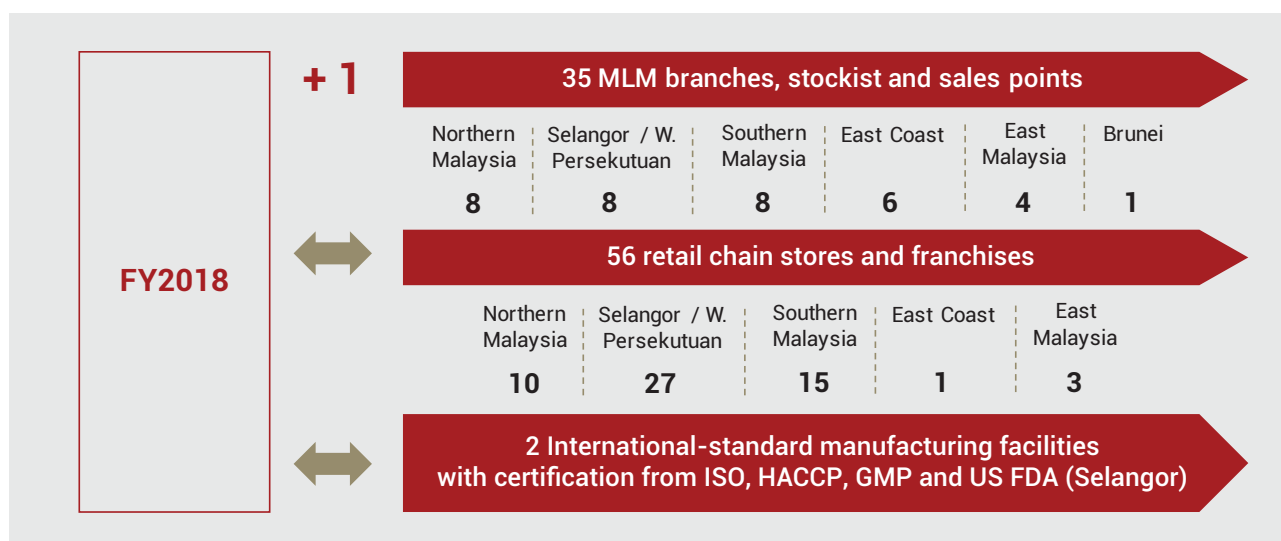 FY2018
+ 1
35 MLM branches, stockist and sales points
Northern Malaysia
8
Selangor / W. Persekutuan
8
Southern Malaysia
8
East Coast
6
East Malaysia
4
Brunei
1
56 retail chain stores and franchises
Northern Malaysia
10
Selangor / W. Persekutuan
27
Southern Malaysia
15
East Coast
1
East Malaysia
3
2 International-standard manufacturing facilities
with certification from ISO, HACCP, GMP and US FDA (Selangor)